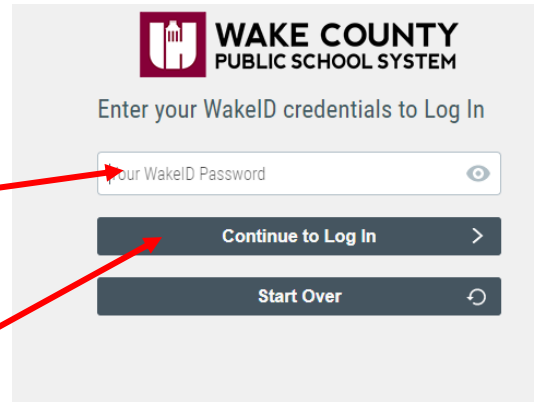 WAKE COUNTY
PUBLIC SCHOOL SYSTEM
Enter your WakeID credentials to Log In
Your WakeID Password
Continue to Log In
Start Over